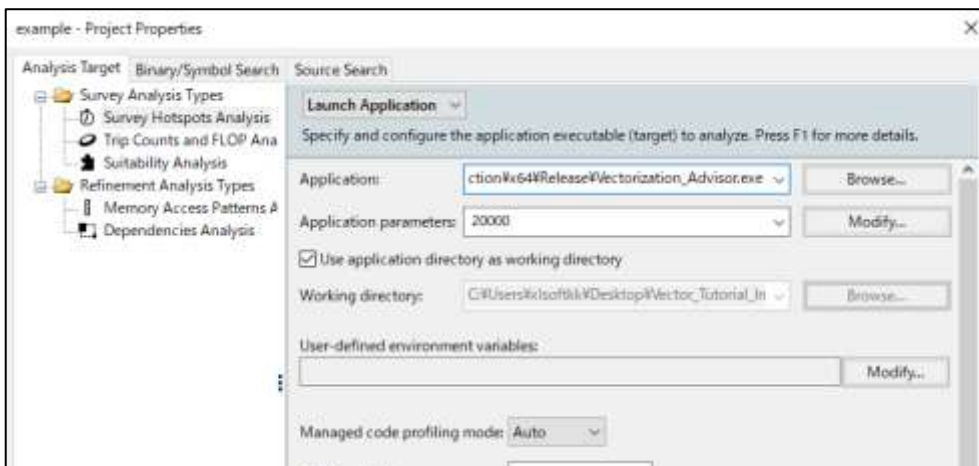 example - Project Properties
Analysis Target Binary/Symbol Search Source Search
Survey Analysis Types
Survey Hotspots Analysis
Trip Counts and FLOP Ana
Suitability Analysis
Refinement Analysis Types
Memory Access Patterns A
Dependencies Analysis
Launch Application
Specify and configure the application executable (target) to analyze. Press F1 for more details.
Application: ction¥x64¥Release¥Vectorization_Advisor.exe Browse...
Application parameters: 20000 Modify...
Use application directory as working directory
Working directory: C:¥Users¥xlsoftkk¥Desktop¥Vector_Tutorial_In Browse...
User-defined environment variables:
Modify...
Managed code profiling mode: Auto